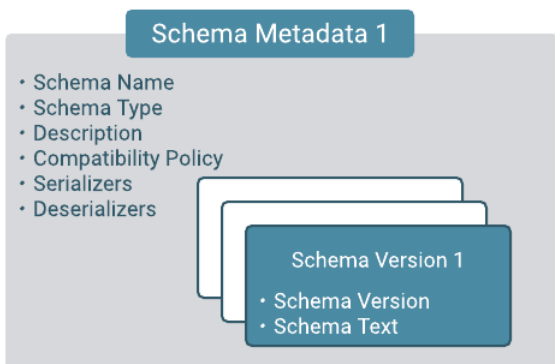 Schema Metadata 1
• Schema Name
• Schema Type
• Description
• Compatibility Policy
• Serializers
• Deserializers
Schema Version 1
• Schema Version
• Schema Text